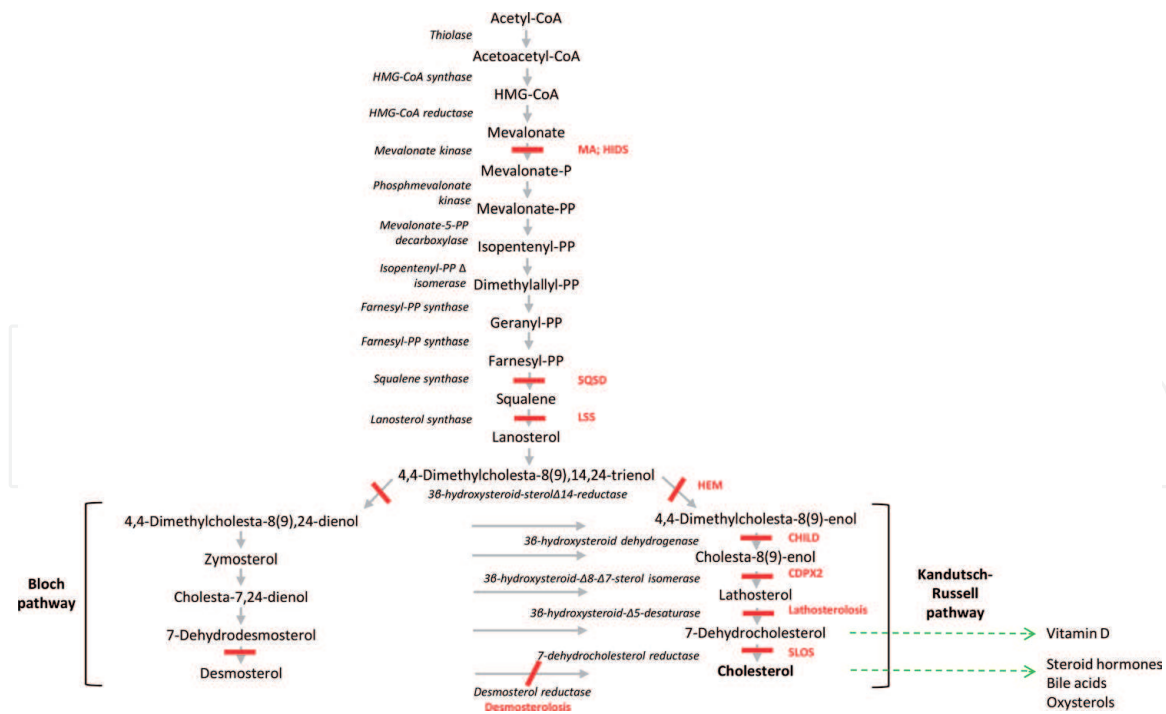 Acetyl-CoA
Thiolase
Acetoacetyl-CoA
HMG-CoA synthase
HMG-CoA
HMG-CoA reductase
Mevalonate
Mevalonate kinase
MA; HIDS
Mevalonate-P
Phosphmevalonate
kinase
Mevalonate-PP
Mevalonate-5-PP
decarboxylase
Isopentenyl-PP
Isopentenyl-PP Δ
isomerase
Dimethylallyl-PP
Farnesyl-PP synthase
Geranyl-PP
Farnesyl-PP synthase
Farnesyl-PP
Squalene synthase
SQSD
Squalene
Lanosterol synthase
LSS
Lanosterol
4,4-Dimethylcholesta-8(9),14,24-trienol
3β-hydroxysteroid-sterolΔ14-reductase
HEM
Bloch
pathway
4,4-Dimethylcholesta-8(9),24-dienol
Zymosterol
Cholesta-7,24-dienol
7-Dehydrodesmosterol
Desmosterol
3β-hydroxysteroid dehydrogenase
3β-hydroxysteroid-Δ8-Δ7-sterol isomerase
3β-hydroxysteroid-Δ5-desaturase
7-dehydrocholesterol reductase
Desmosterol reductase
Desmosterolosis
4,4-Dimethylcholesta-8(9)-enol
CHILD
Cholesta-8(9)-enol
CDPX2
Lathosterol
Lathosterolosis
7-Dehydrocholesterol
SLOS
Cholesterol
Kandutsch-
Russell
pathway
Vitamin D
Steroid hormones
Bile acids
Oxysterols